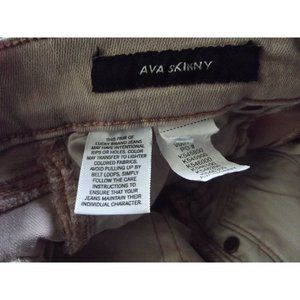 AVA SKINNY
THIS PAIR OF
LUCKY BRAND JEANS
MAY HAVE INTENTIONAL
RIPS OR HOLES. COLOR
MAY TRANSFER TO LIGHTER
COLORED FABRICS.
AVOID PULLING UP BY
BELT LOOPS, SIMPLY
FOLLOW THE CARE
INSTRUCTIONS TO
ENSURE YOUR
JEANS MAINTAIN THEIR
INDIVIDUAL CHARACTER.
PO #